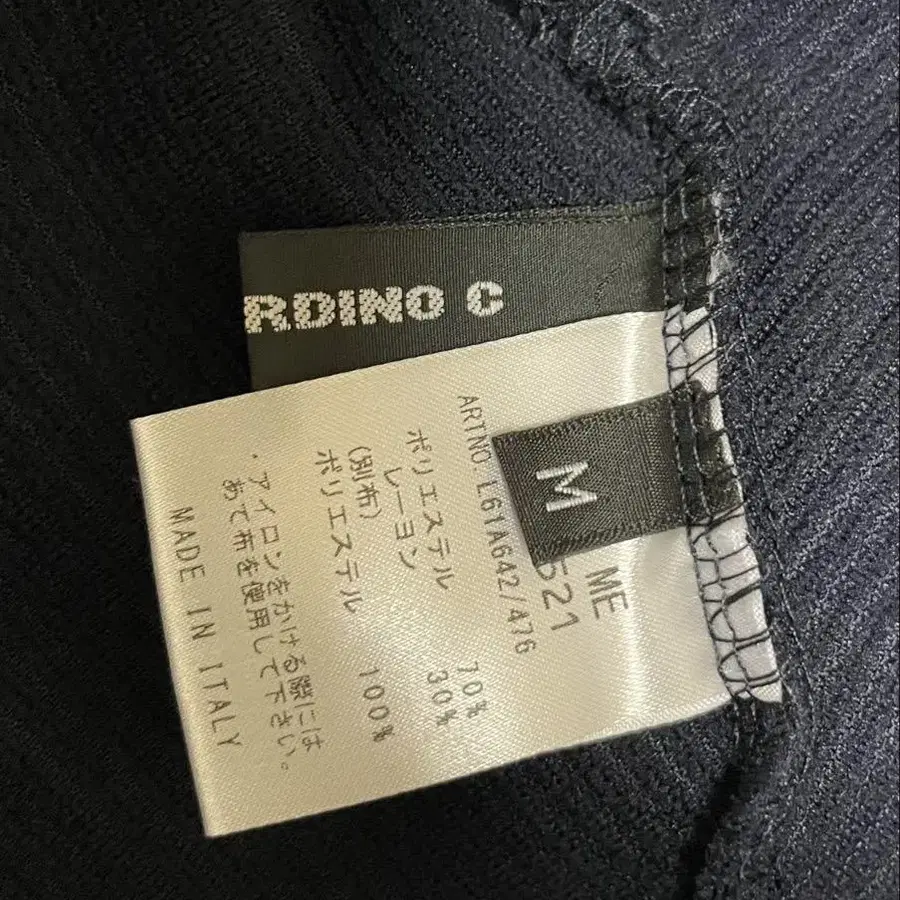 RDINO C
M
ME
521
ARTNO. L61A642/476
ポリエステル 70%
レーヨン 30%
(別布)
ポリエステル 100%
・アイロンをかける際には
あて布を使用して下さい。
MADE IN ITALY